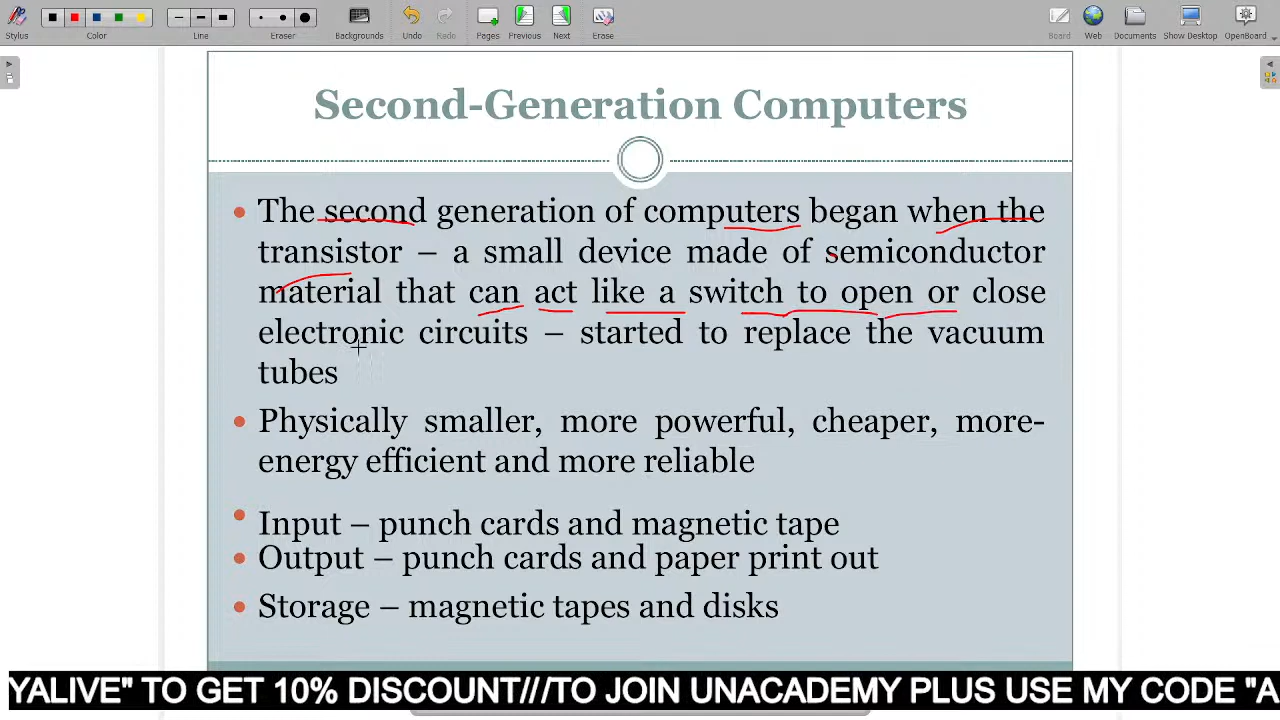 Stylus Color Line Eraser Backgrounds Undo Redo Pages Previous Next Erase Board Web Documents Show Desktop OpenBoard
Second-Generation Computers
• The second generation of computers began when the
transistor – a small device made of semiconductor
material that can act like a switch to open or close
electronic circuits – started to replace the vacuum
tubes
• Physically smaller, more powerful, cheaper, more-
energy efficient and more reliable
• Input – punch cards and magnetic tape
• Output – punch cards and paper print out
• Storage – magnetic tapes and disks
YALIVE" TO GET 10% DISCOUNT///TO JOIN UNACADEMY PLUS USE MY CODE "A